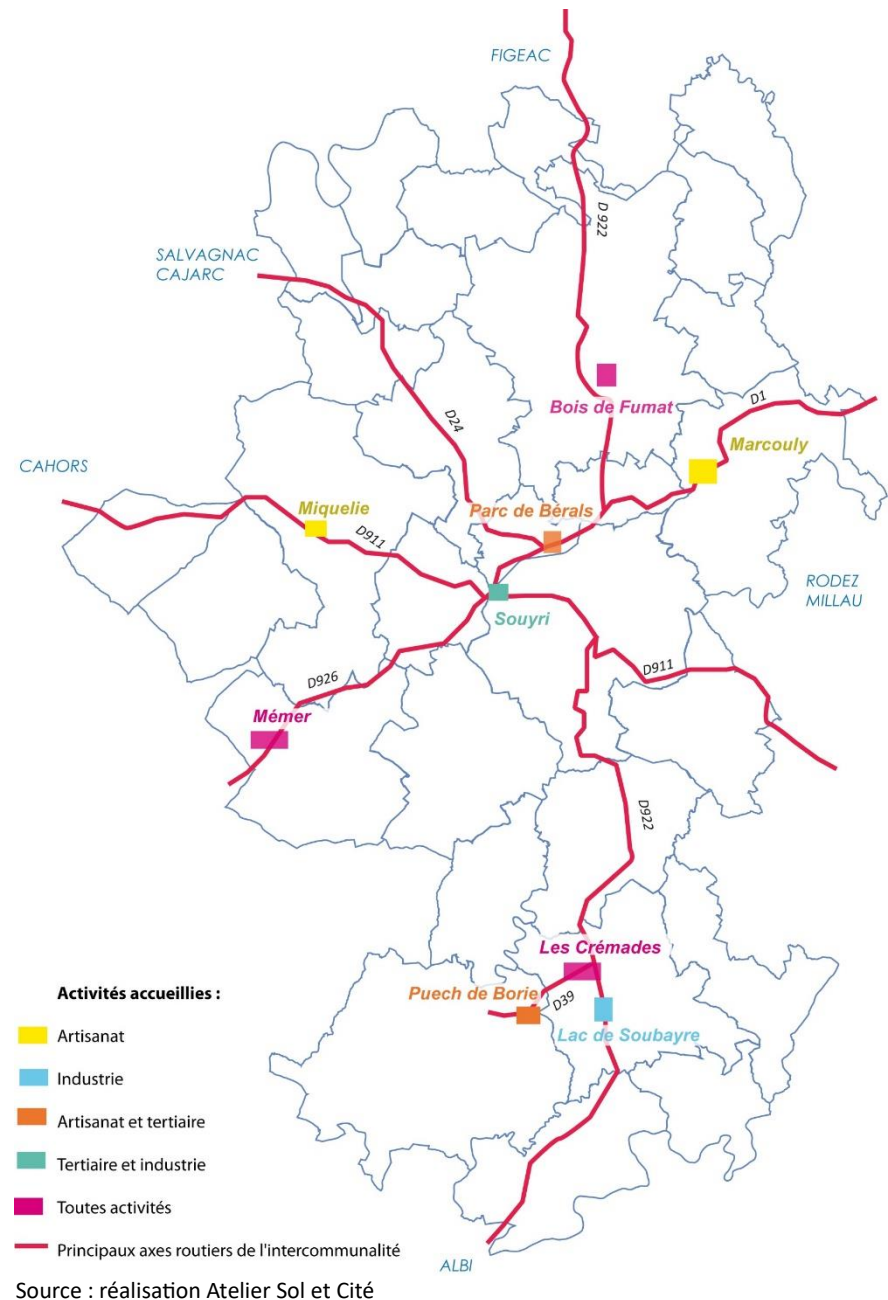 FIGEAC
D 922
SALVAGNAC
CAJARC
Bois de Fumat
D1
D24
Marcouly
CAHORS
Miquelie
Parc de Bérals
D911
RODEZ
MILLAU
Souyri
D911
D926
Mémer
D922
Les Crémades
Puech de Borie
D39
Lac de Soubayre
Activités accueillies :
Artisanat
Industrie
Artisanat et tertiaire
Tertiaire et industrie
Toutes activités
Principaux axes routiers de l'intercommunalité
ALBI
Source : réalisation Atelier Sol et Cité